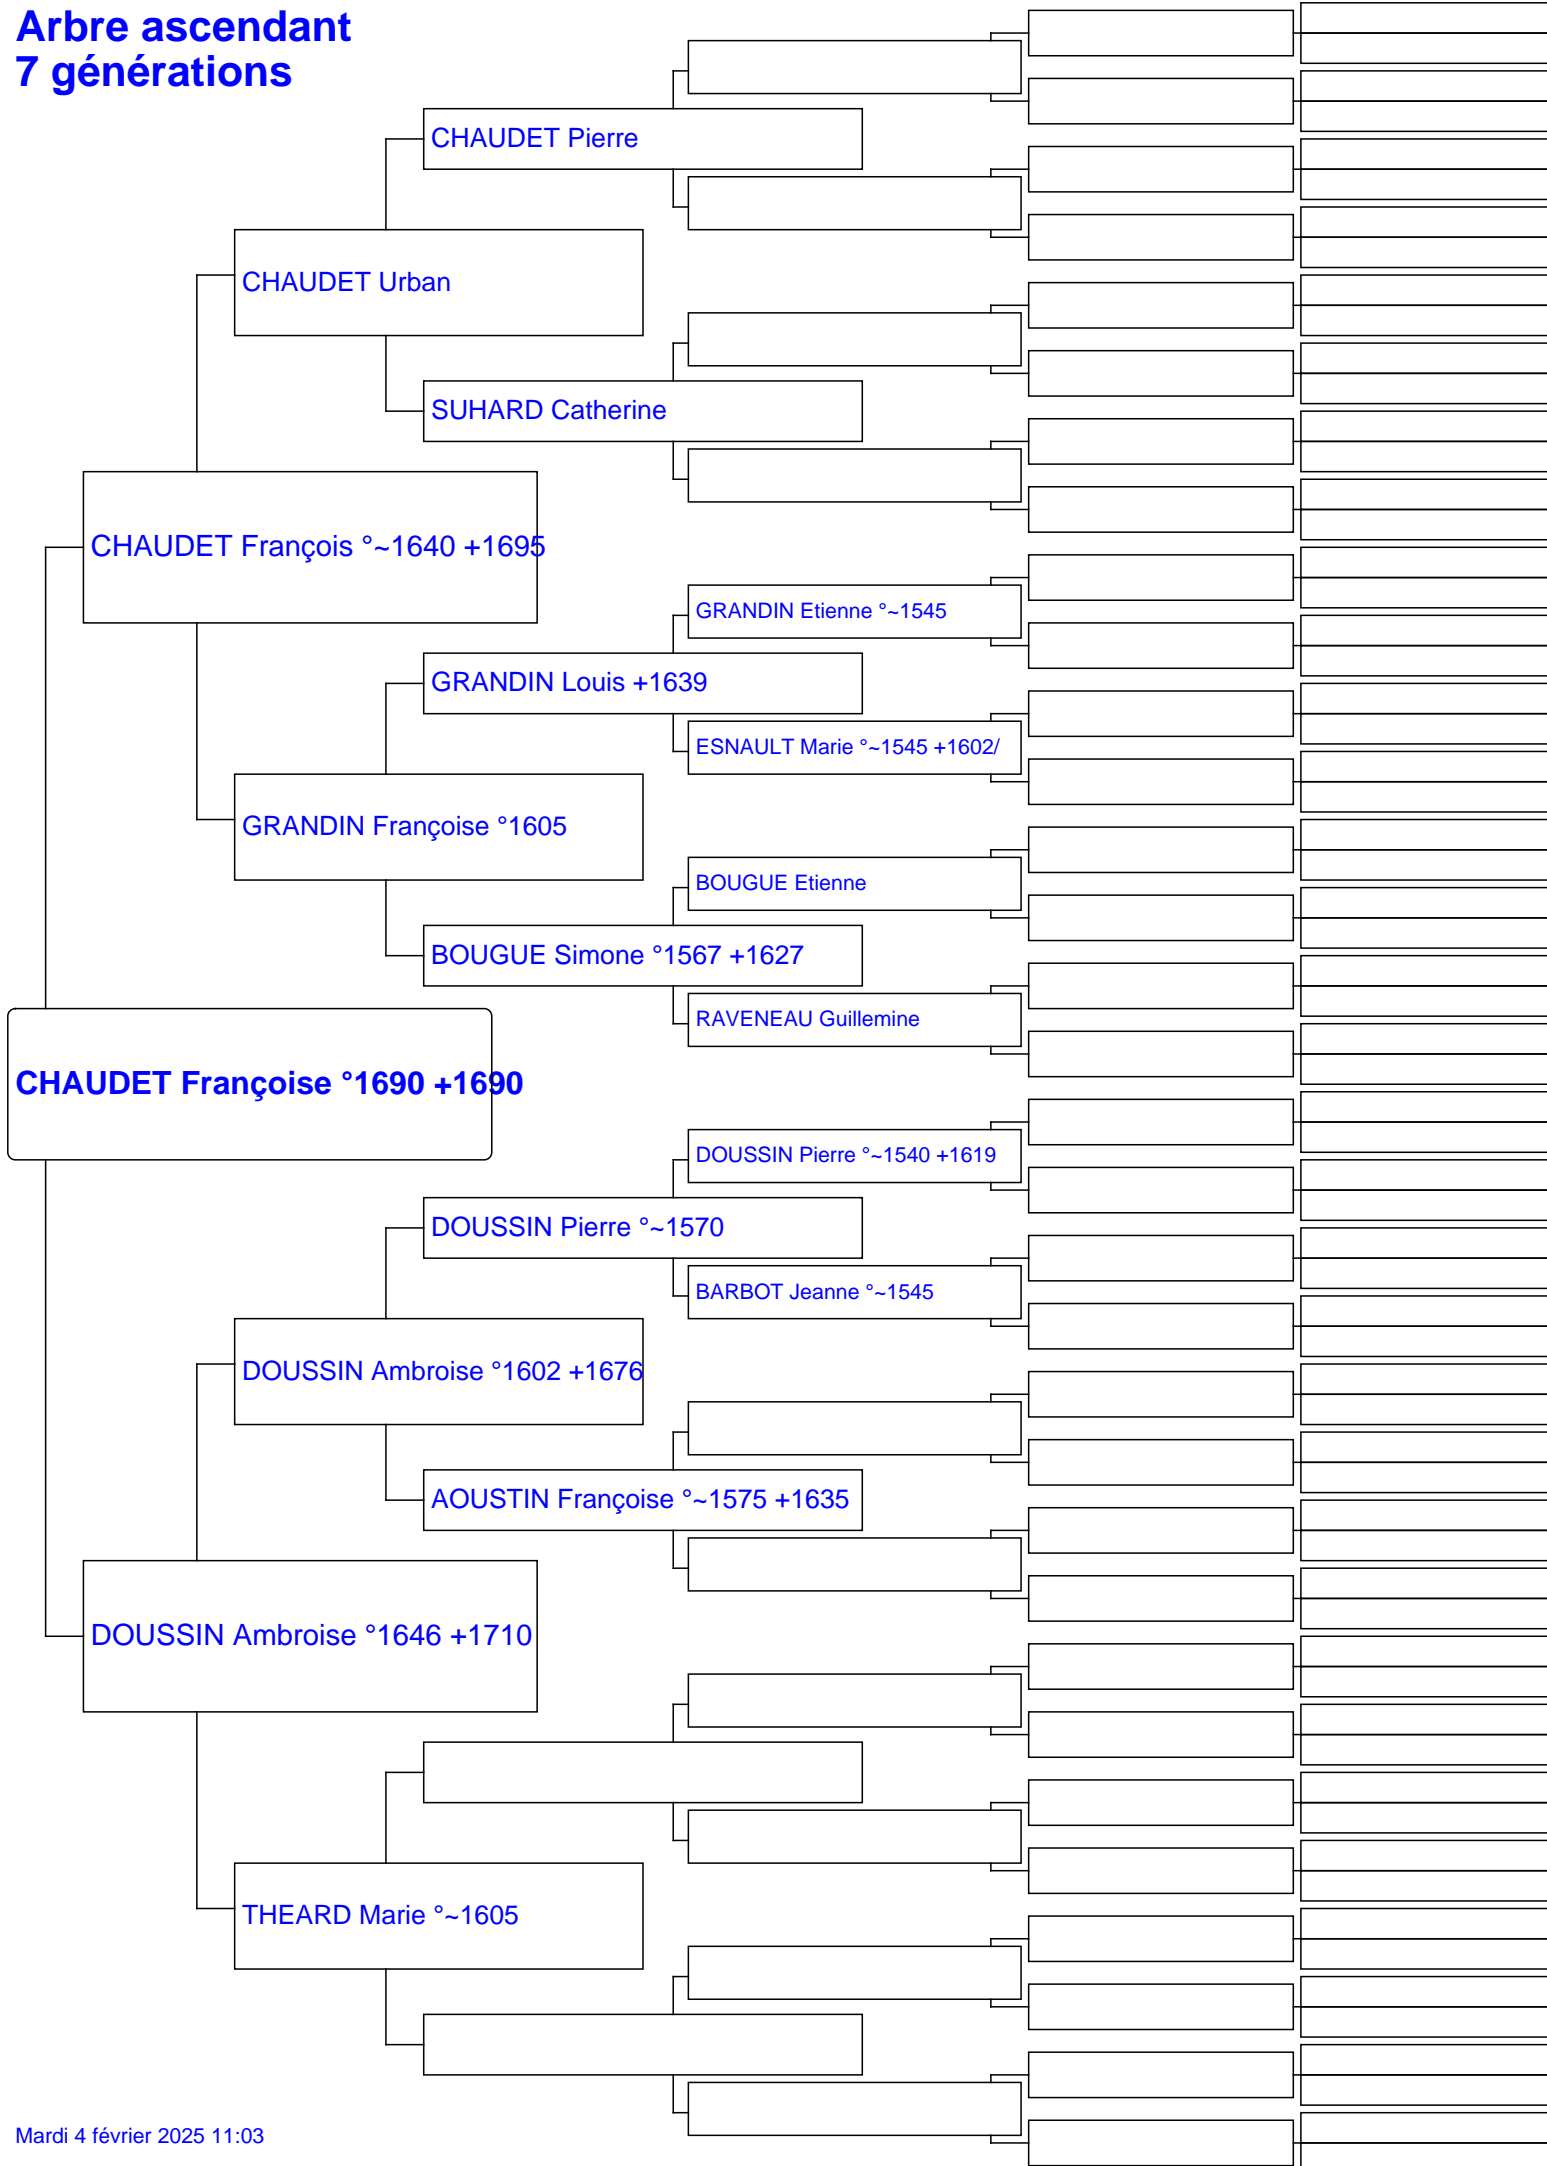 Arbre ascendant
7 générations
CHAUDET Pierre
CHAUDET Urban
SUHARD Catherine
CHAUDET François °~1640 +1695
GRANDIN Etienne °~1545
GRANDIN Louis +1639
ESNAULT Marie °~1545 +1602/
GRANDIN Françoise °1605
BOUGUE Etienne
BOUGUE Simone °1567 +1627
RAVENEAU Guillemine
CHAUDET Françoise °1690 +1690
DOUSSIN Pierre °~1540 +1619
DOUSSIN Pierre °~1570
BARBOT Jeanne °~1545
DOUSSIN Ambroise °1602 +1676
AOUSTIN Françoise °~1575 +1635
DOUSSIN Ambroise °1646 +1710
THEARD Marie °~1605
Mardi 4 février 2025 11:03